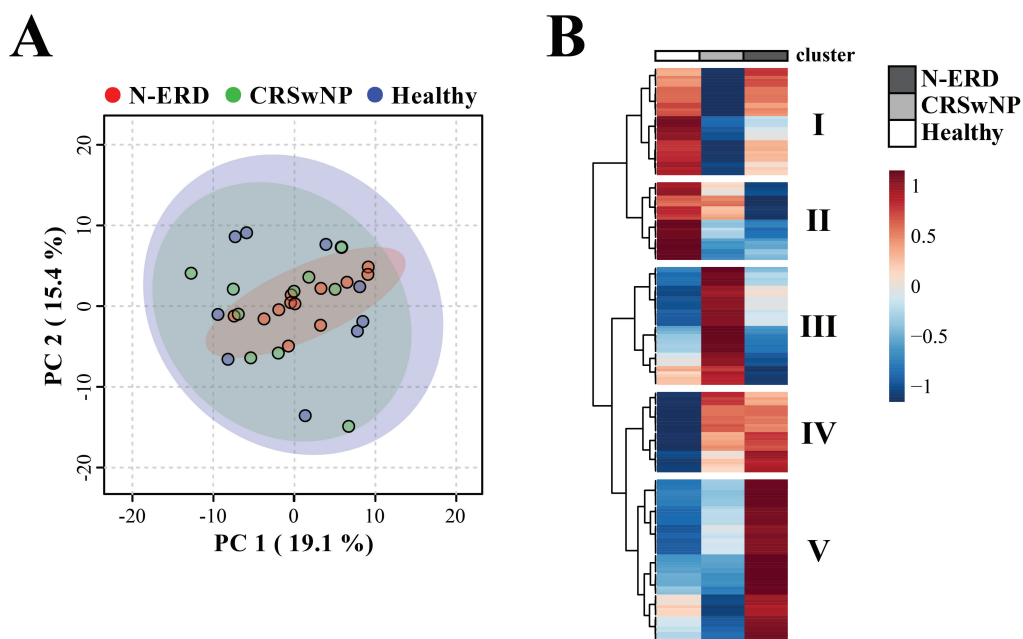 A
N-ERD CRSwNP Healthy
20
10
0
-10
-20
-20 -10 0 10 20
PC 1 ( 19.1 %)
PC 2 ( 15.4 %)
B
cluster
I
II
III
IV
V
N-ERD
CRSwNP
Healthy
1
0.5
0
−0.5
−1